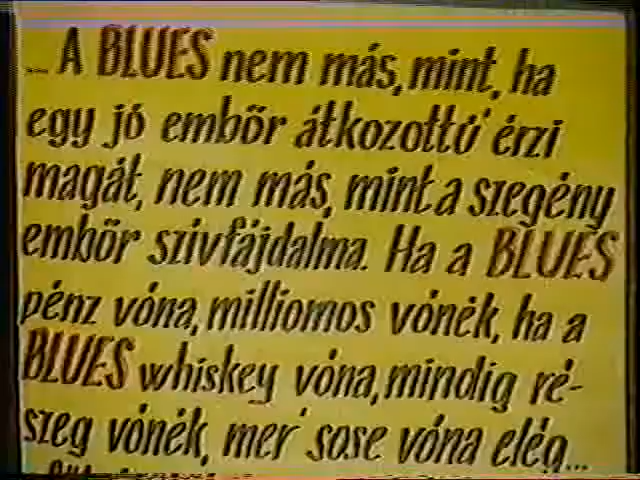 ... A BLUES nem más, mint, ha
egy jó embör átkozottú' érzi
magát, nem más, mint a szegény
embör szívfájdalma. Ha a BLUES
pénz vóna, milliomos vónék, ha a
BLUES whiskey vóna, mindig ré-
szeg vónék, mer' sose vóna elég...